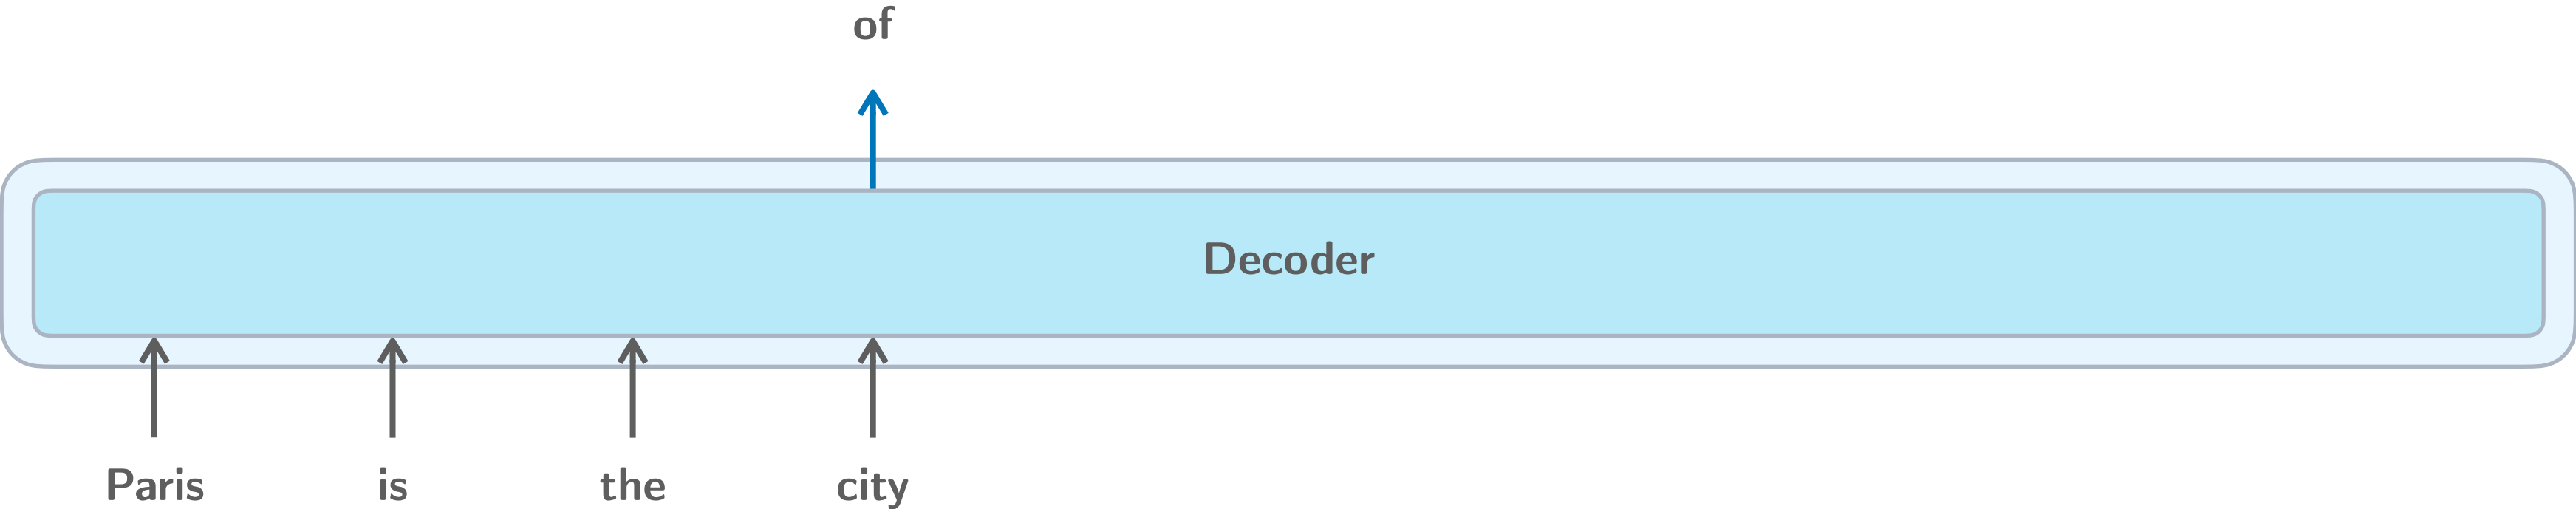 of
Decoder
Paris is the city